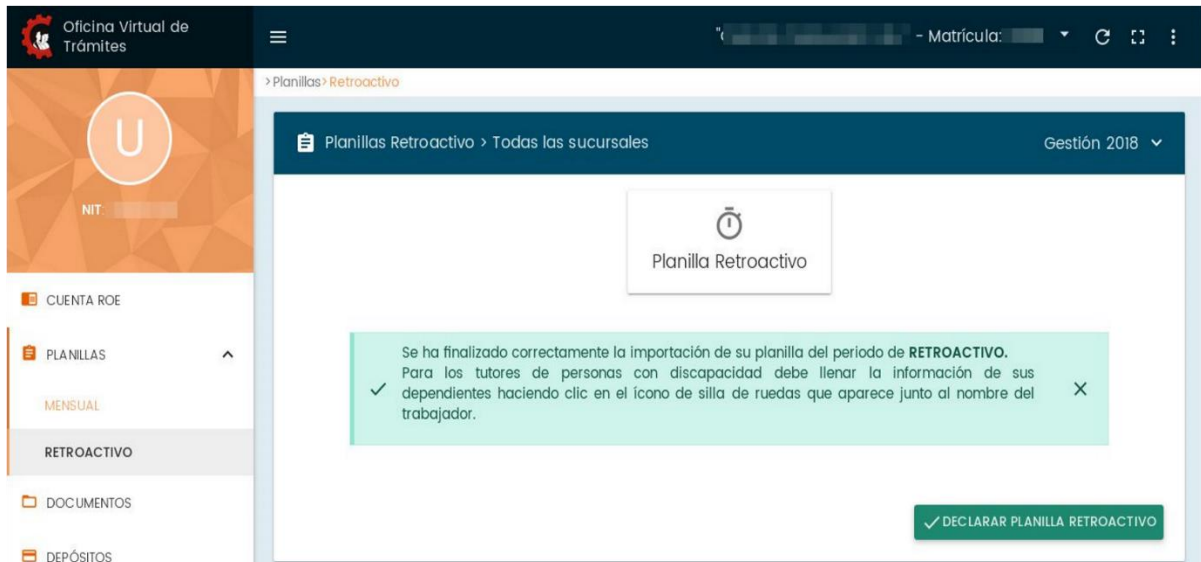 Oficina Virtual de
Trámites
- Matrícula:
>Planillas>Retroactivo
U
NIT:
Planillas Retroactivo > Todas las sucursales
Gestión 2018
Planilla Retroactivo
CUENTA ROE
PLANILLAS
MENSUAL
RETROACTIVO
DOCUMENTOS
DEPÓSITOS
Se ha finalizado correctamente la importación de su planilla del periodo de RETROACTIVO.
Para los tutores de personas con discapacidad debe llenar la información de sus
dependientes haciendo clic en el ícono de silla de ruedas que aparece junto al nombre del
trabajador.
DECLARAR PLANILLA RETROACTIVO